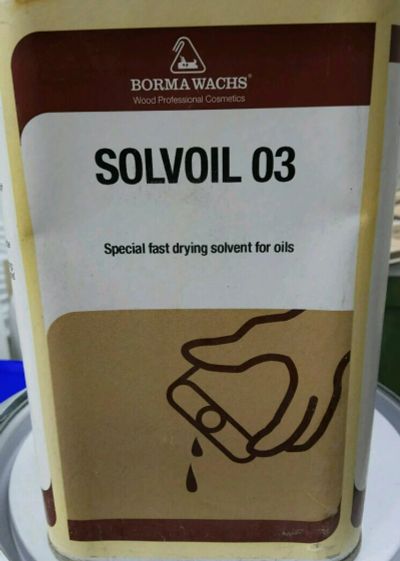 BORMA WACHS®
Wood Professional Cosmetics
SOLVOIL 03
Special fast drying solvent for oils